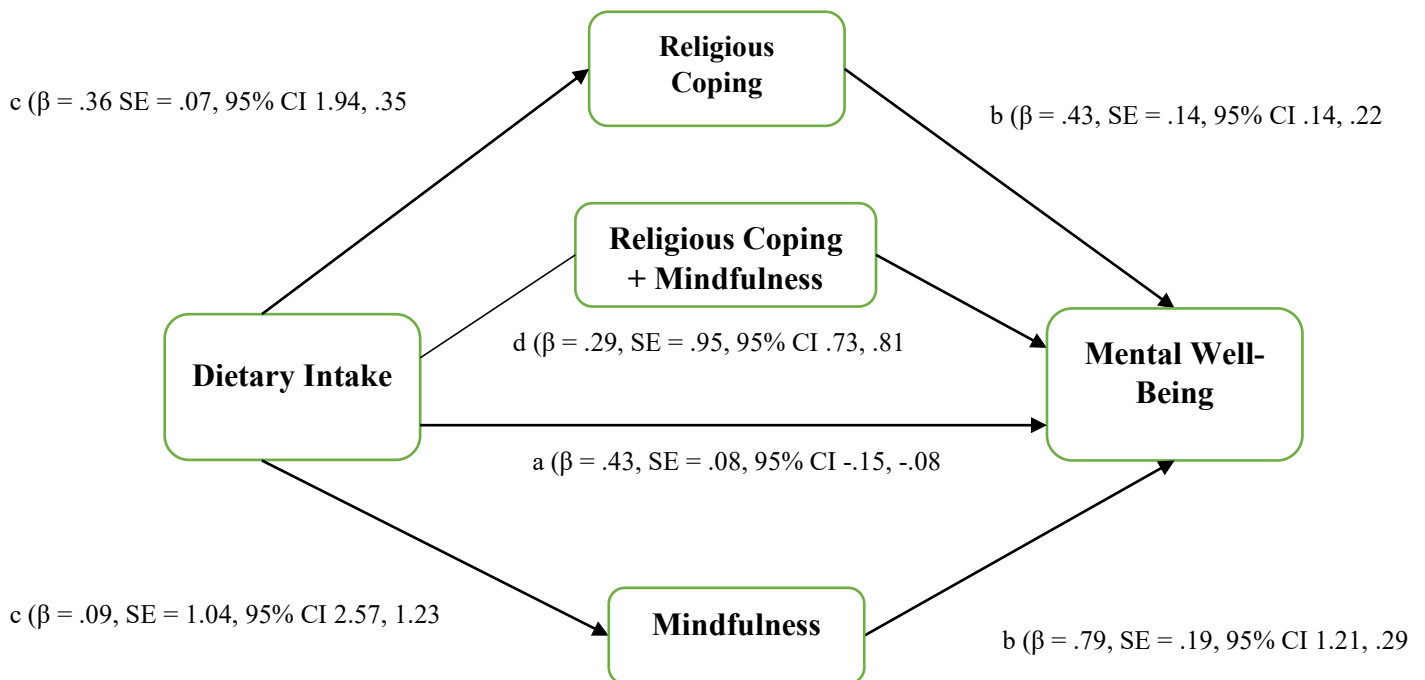 Religious
Coping
c (β = .36 SE = .07, 95% CI 1.94, .35
b (β = .43, SE = .14, 95% CI .14, .22
Religious Coping
+ Mindfulness
d (β = .29, SE = .95, 95% CI .73, .81
Dietary Intake
Mental Well-
Being
a (β = .43, SE = .08, 95% CI -.15, -.08
c (β = .09, SE = 1.04, 95% CI 2.57, 1.23
Mindfulness
b (β = .79, SE = .19, 95% CI 1.21, .29